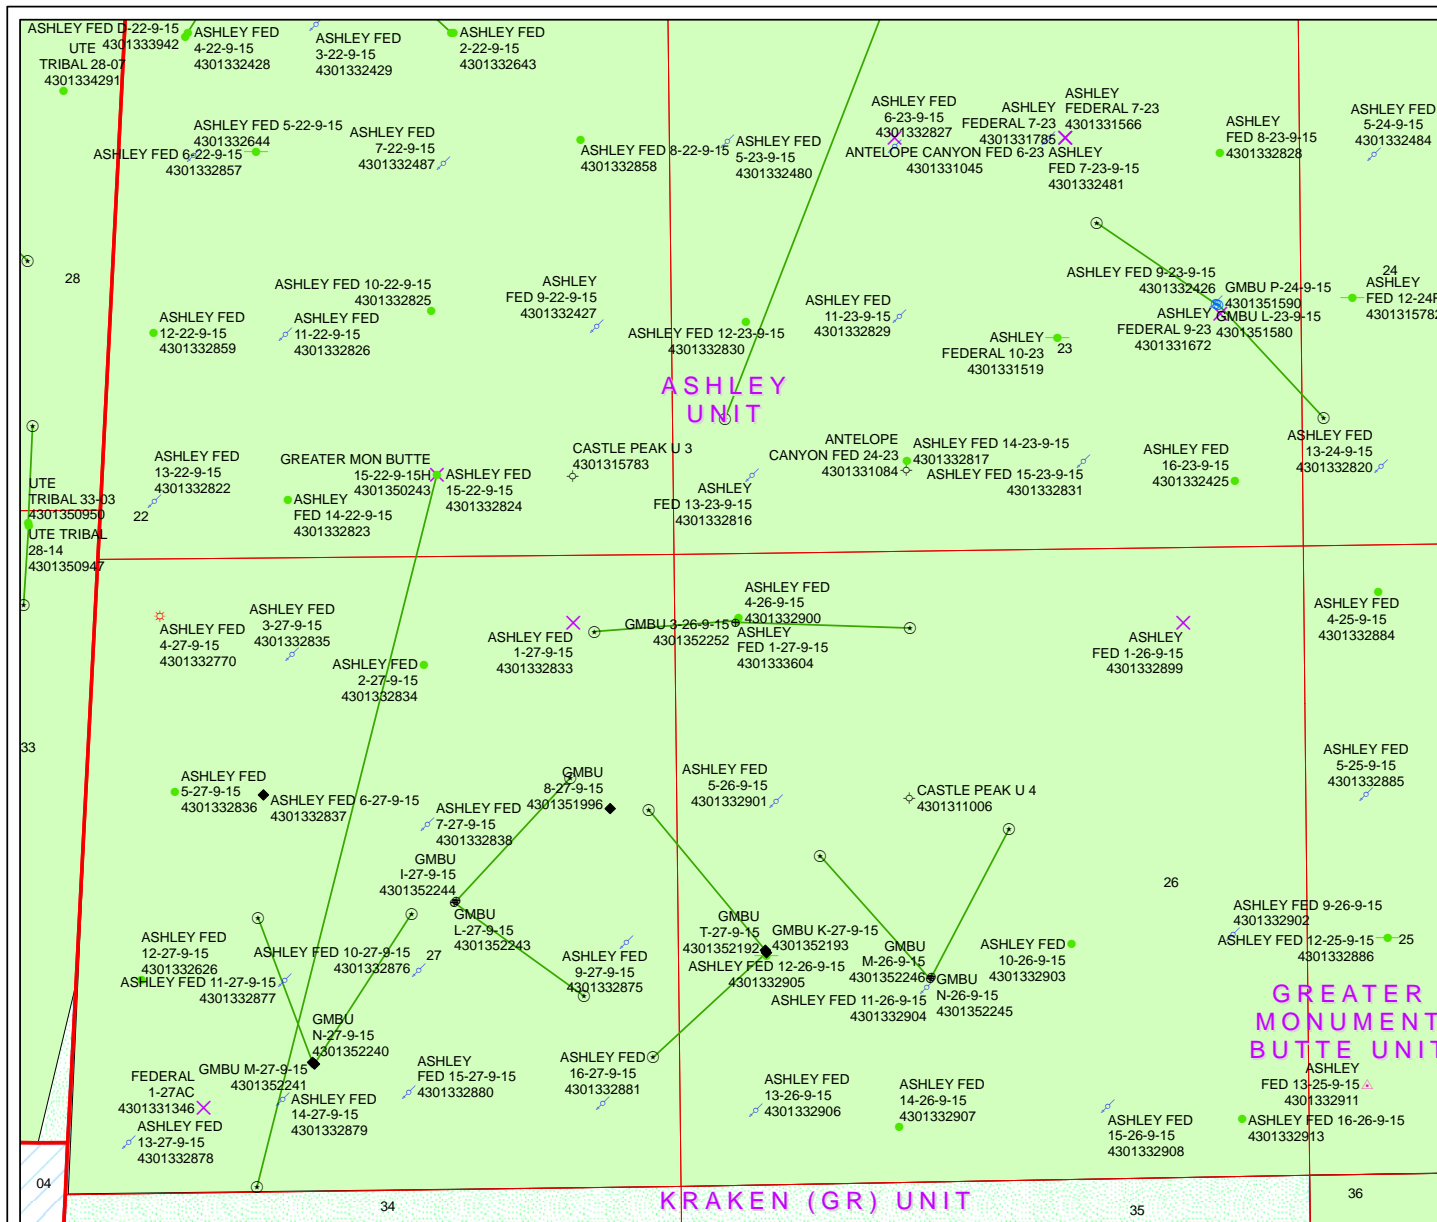 ASHLEY FED D-22-9-15
4301333942
ASHLEY FED
4-22-9-15
4301332428
ASHLEY FED
3-22-9-15
4301332429
ASHLEY FED
2-22-9-15
4301332643
UTE
TRIBAL 28-07
4301334291
ASHLEY FED 5-22-9-15
4301332644
ASHLEY FED 6-22-9-15
4301332857
ASHLEY FED
7-22-9-15
4301332487
ASHLEY FED 8-22-9-15
4301332858
ASHLEY FED
5-23-9-15
4301332480
ASHLEY FED
6-23-9-15
4301332827
ANTELOPE CANYON FED 6-23
4301331045
ASHLEY
FEDERAL 7-23
4301331785
ASHLEY
FEDERAL 7-23
4301331566
ASHLEY
FED 7-23-9-15
4301332481
ASHLEY
FED 8-23-9-15
4301332828
ASHLEY FED
5-24-9-15
4301332484
28
ASHLEY FED 10-22-9-15
4301332825
ASHLEY
FED 9-22-9-15
4301332427
ASHLEY FED
12-22-9-15
4301332859
ASHLEY FED
11-22-9-15
4301332826
ASHLEY FED 12-23-9-15
4301332830
ASHLEY FED
11-23-9-15
4301332829
ASHLEY
FEDERAL 10-23
4301331519
23
ASHLEY FED 9-23-9-15
4301332426
GMBU P-24-9-15
4301351590
GMBU L-23-9-15
4301351580
ASHLEY
FEDERAL 9-23
4301331672
24
ASHLEY
FED 12-24F
4301315782
ASHLEY
UNIT
ASHLEY FED
13-22-9-15
4301332822
GREATER MON BUTTE
15-22-9-15H
4301350243
ASHLEY FED
15-22-9-15
4301332824
CASTLE PEAK U 3
4301315783
ASHLEY
FED 13-23-9-15
4301332816
ANTELOPE
CANYON FED 24-23
4301331084
ASHLEY FED 14-23-9-15
4301332817
ASHLEY FED 15-23-9-15
4301332831
ASHLEY FED
16-23-9-15
4301332425
ASHLEY FED
13-24-9-15
4301332820
UTE
TRIBAL 33-03
4301350950
22
ASHLEY
FED 14-22-9-15
4301332823
UTE TRIBAL
28-14
4301350947
ASHLEY FED
4-27-9-15
4301332770
ASHLEY FED
3-27-9-15
4301332835
ASHLEY FED
2-27-9-15
4301332834
ASHLEY FED
1-27-9-15
4301332833
GMBU 3-26-9-15
4301352252
ASHLEY FED
4-26-9-15
4301332900
ASHLEY
FED 1-27-9-15
4301333604
ASHLEY
FED 1-26-9-15
4301332899
ASHLEY FED
4-25-9-15
4301332884
33
ASHLEY FED
5-27-9-15
4301332836
ASHLEY FED 6-27-9-15
4301332837
GMBU
8-27-9-15
4301351996
ASHLEY FED
7-27-9-15
4301332838
ASHLEY FED
5-26-9-15
4301332901
CASTLE PEAK U 4
4301311006
ASHLEY FED
5-25-9-15
4301332885
GMBU
I-27-9-15
4301352244
GMBU
L-27-9-15
4301352243
26
ASHLEY FED
12-27-9-15
4301332626
ASHLEY FED 10-27-9-15
4301332876
27
ASHLEY FED 11-27-9-15
4301332877
ASHLEY FED
9-27-9-15
4301332875
GMBU
T-27-9-15
4301352192
GMBU K-27-9-15
4301352193
ASHLEY FED 12-26-9-15
4301332905
GMBU
M-26-9-15
4301352246
GMBU
N-26-9-15
4301352245
ASHLEY FED 11-26-9-15
4301332904
ASHLEY FED
10-26-9-15
4301332903
ASHLEY FED 9-26-9-15
4301332902
ASHLEY FED 12-25-9-15
4301332886
25
GREATER
MONUMENT
BUTTE UNIT
GMBU
N-27-9-15
4301352240
GMBU M-27-9-15
4301352241
FEDERAL
1-27AC
4301331346
ASHLEY FED
13-27-9-15
4301332878
ASHLEY FED
14-27-9-15
4301332879
ASHLEY
FED 15-27-9-15
4301332880
ASHLEY FED
16-27-9-15
4301332881
ASHLEY FED
13-26-9-15
4301332906
ASHLEY FED
14-26-9-15
4301332907
ASHLEY FED
15-26-9-15
4301332908
ASHLEY
FED 13-25-9-15
4301332911
ASHLEY FED 16-26-9-15
4301332913
04
34
KRAKEN (GR) UNIT
35
36